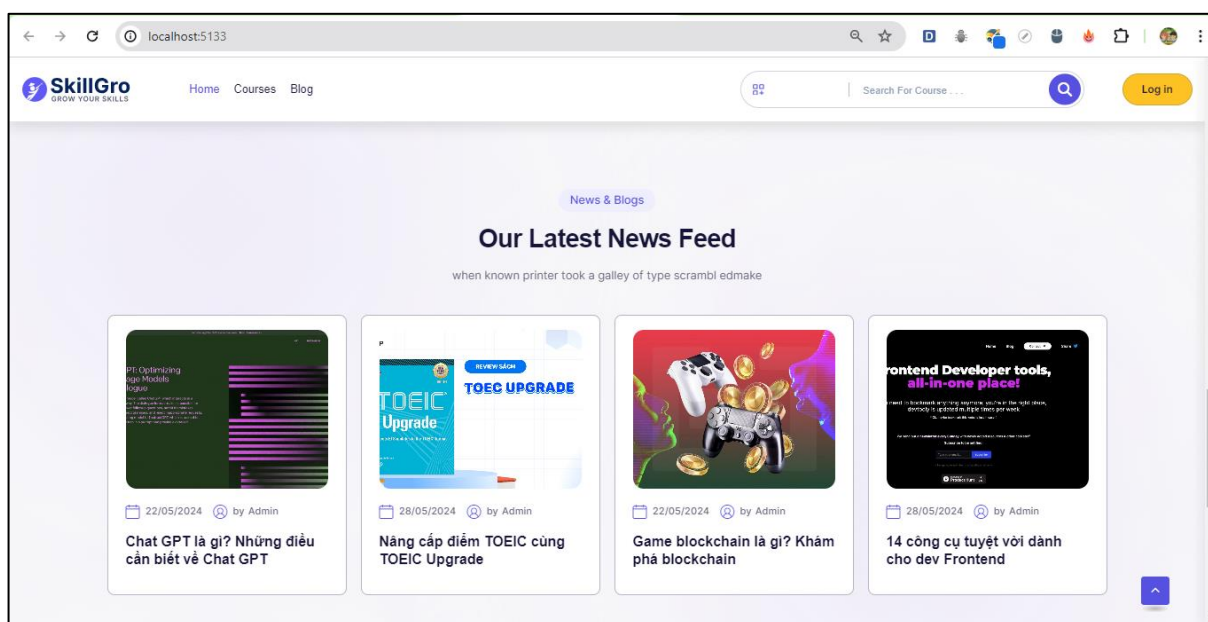 localhost:5133
SkillGro
GROW YOUR SKILLS
Home Courses Blog
Search For Course . . .
Log in
News & Blogs
Our Latest News Feed
when known printer took a galley of type scrambl edmake
PT: Optimizing
age Models
logue
P
REVIEW SÁCH
TOEC UPGRADE
TOEIC
Upgrade
Home Blog
rontend Developer tools,
all-in-one place!
22/05/2024 by Admin
Chat GPT là gì? Những điều
cần biết về Chat GPT
28/05/2024 by Admin
Nâng cấp điểm TOEIC cùng
TOEIC Upgrade
22/05/2024 by Admin
Game blockchain là gì? Khám
phá blockchain
28/05/2024 by Admin
14 công cụ tuyệt vời dành
cho dev Frontend